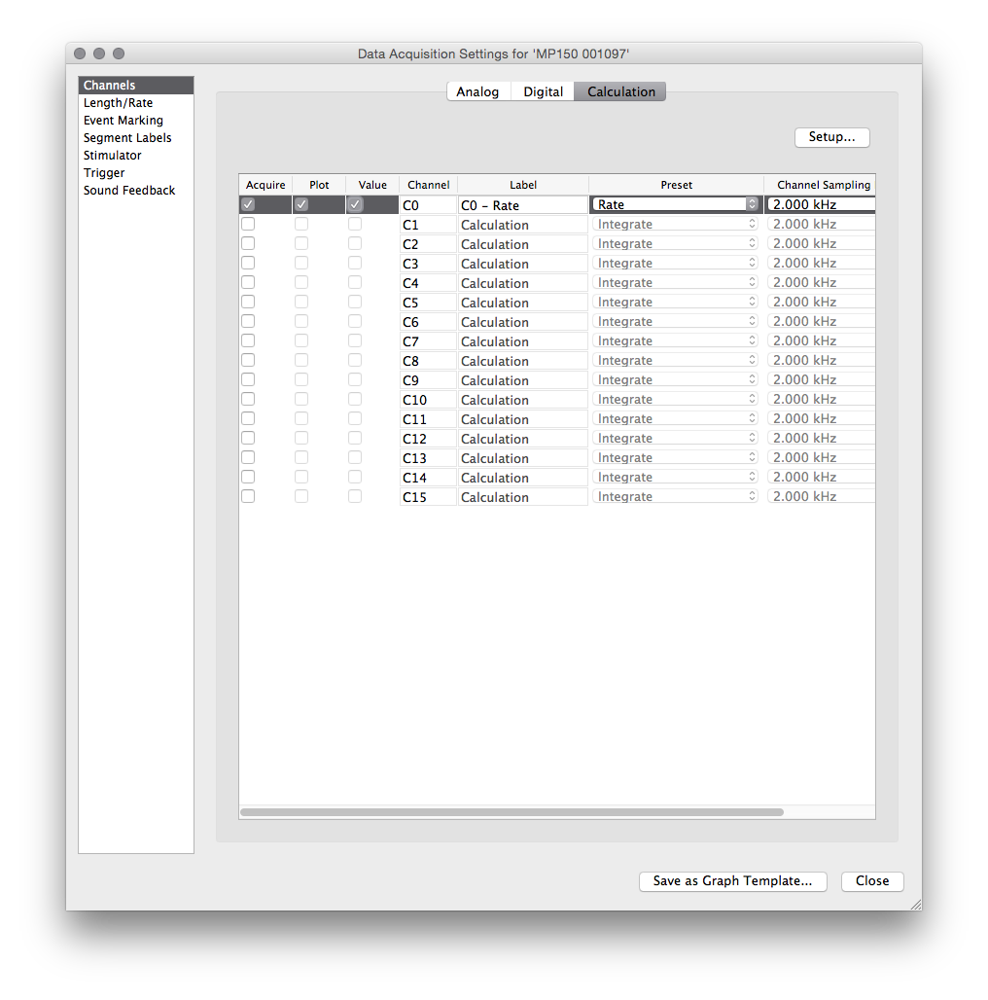 Data Acquisition Settings for 'MP150 001097'
Channels
Length/Rate
Event Marking
Segment Labels
Stimulator
Trigger
Sound Feedback
Analog Digital Calculation
Setup...
Acquire Plot Value Channel Label Preset Channel Sampling
C0 C0 – Rate Rate 2.000 kHz
C1 Calculation Integrate 2.000 kHz
C2 Calculation Integrate 2.000 kHz
C3 Calculation Integrate 2.000 kHz
C4 Calculation Integrate 2.000 kHz
C5 Calculation Integrate 2.000 kHz
C6 Calculation Integrate 2.000 kHz
C7 Calculation Integrate 2.000 kHz
C8 Calculation Integrate 2.000 kHz
C9 Calculation Integrate 2.000 kHz
C10 Calculation Integrate 2.000 kHz
C11 Calculation Integrate 2.000 kHz
C12 Calculation Integrate 2.000 kHz
C13 Calculation Integrate 2.000 kHz
C14 Calculation Integrate 2.000 kHz
C15 Calculation Integrate 2.000 kHz
Save as Graph Template... Close